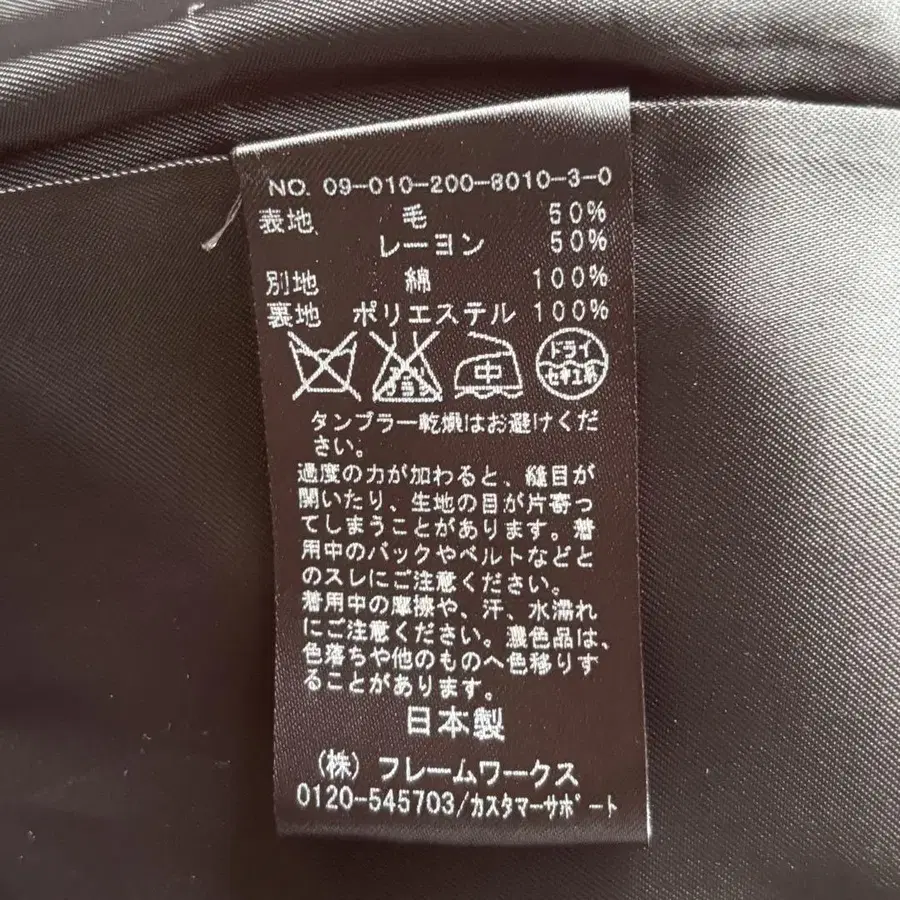 NO. 09-010-200-8010-3-0
表地 毛 50%
レーヨン 50%
別地 綿 100%
裏地 ポリエステル 100%
中 ドライ
セキユ系
タンブラー乾燥はお避けくだ
さい。
過度の力が加わると、縫目が
開いたり、生地の目が片寄っ
てしまうことがあります。着
用中のバックやベルトなどと
のスレにご注意ください。
着用中の摩擦や、汗、水濡れ
にご注意ください。濃色品は、
色落ちや他のものへ色移りす
ることがあります。
日本製
(株) フレームワークス
0120-545703/カスタマーサポート